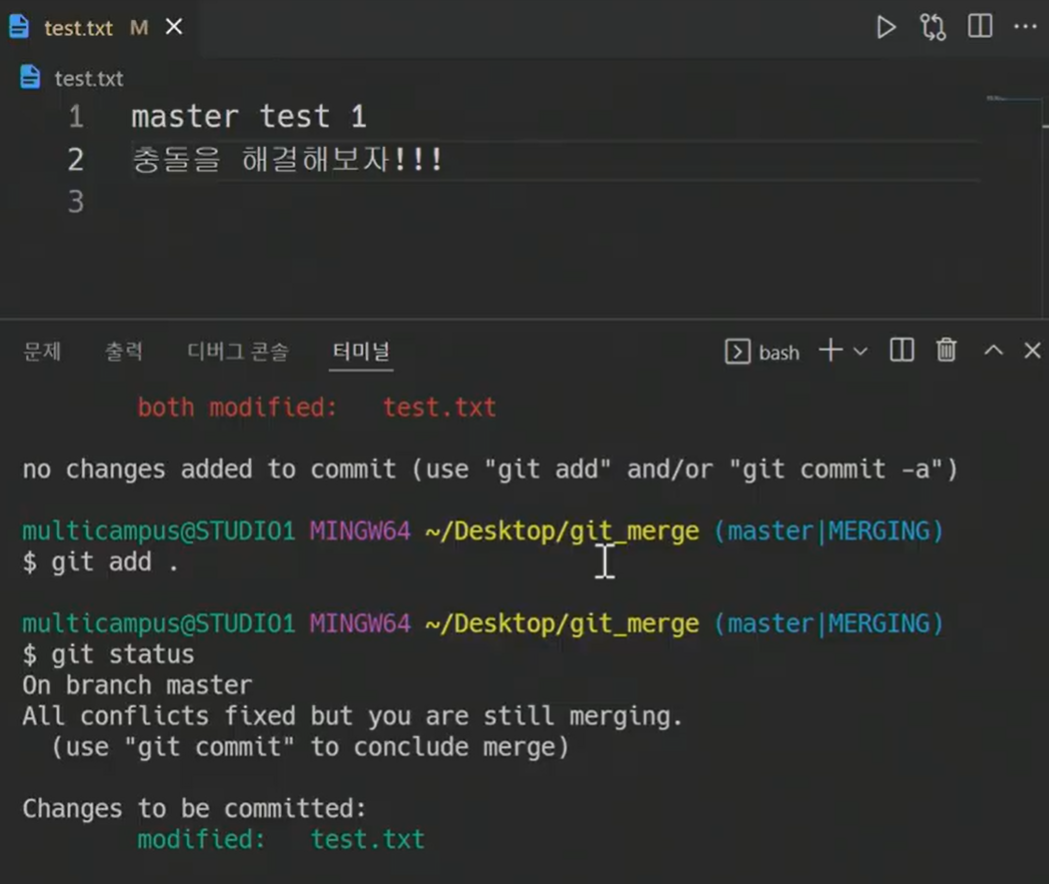 test.txt M
test.txt
1 master test 1
2 충돌을 해결해보자!!!
3
문제 출력 디버그 콘솔 터미널 bash
both modified: test.txt
no changes added to commit (use "git add" and/or "git commit -a")
multicampus@STUDIO1 MINGW64 ~/Desktop/git_merge (master|MERGING)
$ git add .
multicampus@STUDIO1 MINGW64 ~/Desktop/git_merge (master|MERGING)
$ git status
On branch master
All conflicts fixed but you are still merging.
(use "git commit" to conclude merge)
Changes to be committed:
modified: test.txt